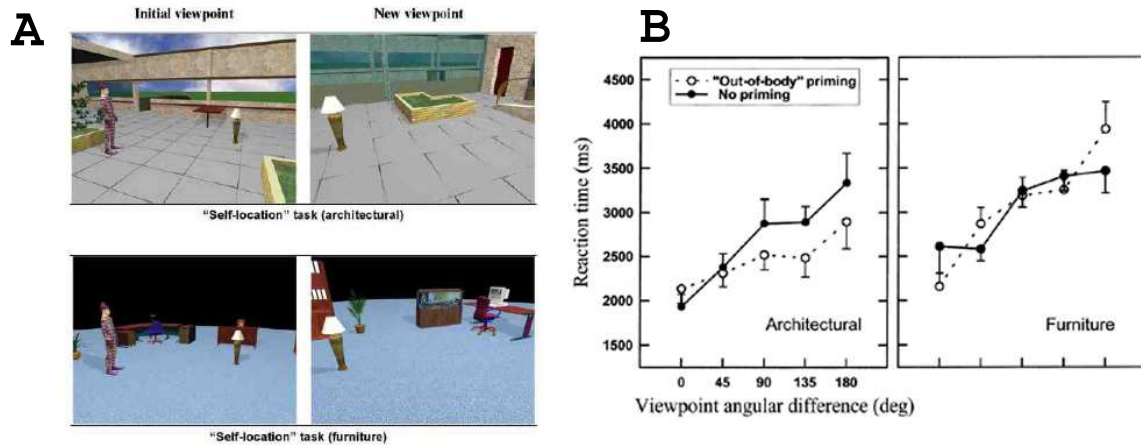 A
Initial viewpoint
New viewpoint
"Self-location" task (architectural)
"Self-location" task (furniture)
B
4500
4000
3500
3000
2500
2000
1500
Reaction time (ms)
"Out-of-body" priming
No priming
Architectural
Furniture
0 45 90 135 180
Viewpoint angular difference (deg)